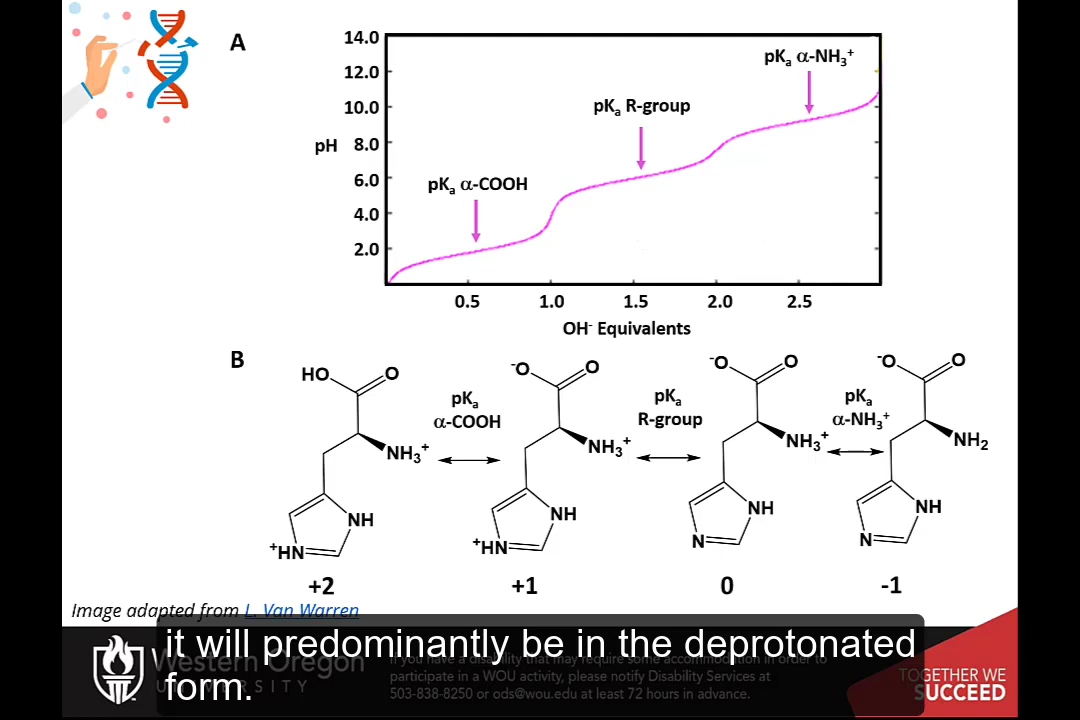 A
14.0
12.0
10.0
pH 8.0
6.0
4.0
2.0
pKa α-COOH
pKa R-group
pKa α-NH3+
0.5 1.0 1.5 2.0 2.5
OH- Equivalents
B
HO O NH3+ NH +HN
pKa
α-COOH
-O O NH3+ NH +HN
pKa
R-group
-O O NH3+ NH N
pKa
α-NH3+
-O O NH2 NH N
+2 +1 0 -1
Image adapted from L. Van Warren
it will predominantly be in the deprotonated
form.
Western Oregon
UNIVERSITY
If you have a disability that may require some accommodation in order to
participate in a WOU activity, please notify Disability Services at
503-838-8250 or ods@wou.edu at least 72 hours in advance.
TOGETHER WE
SUCCEED